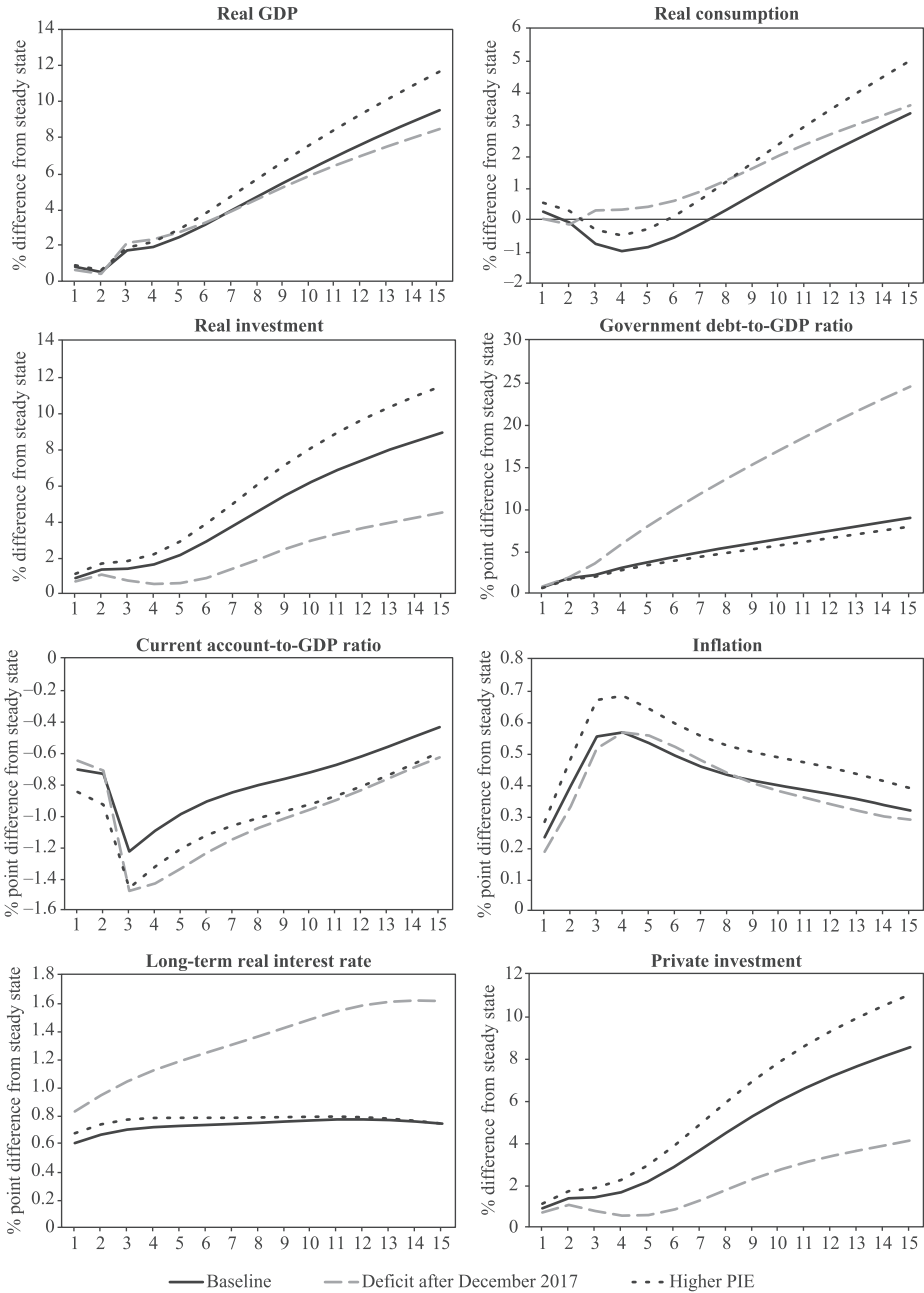 Real GDP
% difference from steady state
14
12
10
8
6
4
2
0
1 2 3 4 5 6 7 8 9 10 11 12 13 14 15
Real consumption
% difference from steady state
6
5
4
3
2
1
0
−1
−2
1 2 3 4 5 6 7 8 9 10 11 12 13 14 15
Real investment
% difference from steady state
14
12
10
8
6
4
2
0
1 2 3 4 5 6 7 8 9 10 11 12 13 14 15
Government debt-to-GDP ratio
% point difference from steady state
30
25
20
15
10
5
0
1 2 3 4 5 6 7 8 9 10 11 12 13 14 15
Current account-to-GDP ratio
% point difference from steady state
0
−0.2
−0.4
−0.6
−0.8
−1.0
−1.2
−1.4
−1.6
1 2 3 4 5 6 7 8 9 10 11 12 13 14 15
Inflation
% point difference from steady state
0.8
0.7
0.6
0.5
0.4
0.3
0.2
0.1
0
1 2 3 4 5 6 7 8 9 10 11 12 13 14 15
Long-term real interest rate
% point difference from steady state
1.8
1.6
1.4
1.2
1.0
0.8
0.6
0.4
0.2
0
1 2 3 4 5 6 7 8 9 10 11 12 13 14 15
Private investment
% difference from steady state
12
10
8
6
4
2
0
1 2 3 4 5 6 7 8 9 10 11 12 13 14 15
Baseline Deficit after December 2017 Higher PIE